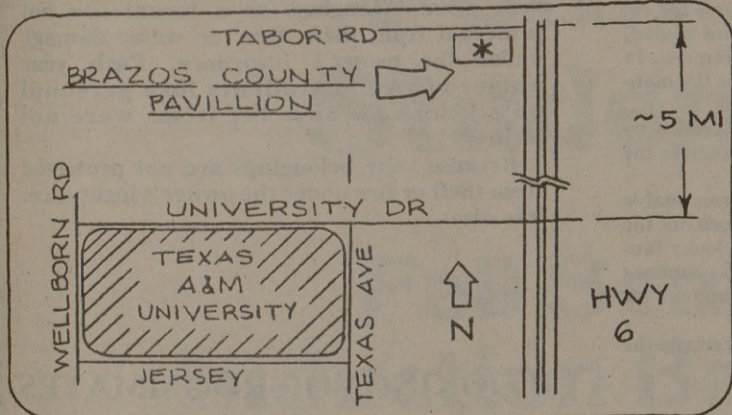 TABOR RD
*
BRAZOS COUNTY
PAVILLION
~5 MI
WELLBORN RD
UNIVERSITY DR
TEXAS
A&M
UNIVERSITY
TEXAS AVE
N
HWY
6
JERSEY